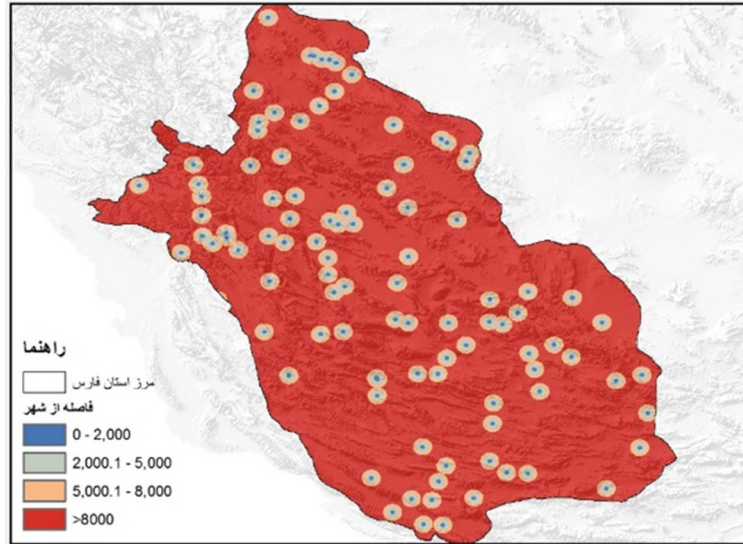 راهنما
مرز استان فارس
فاصله از شهر
0 - 2,000
2,000.1 - 5,000
5,000.1 - 8,000
>8000